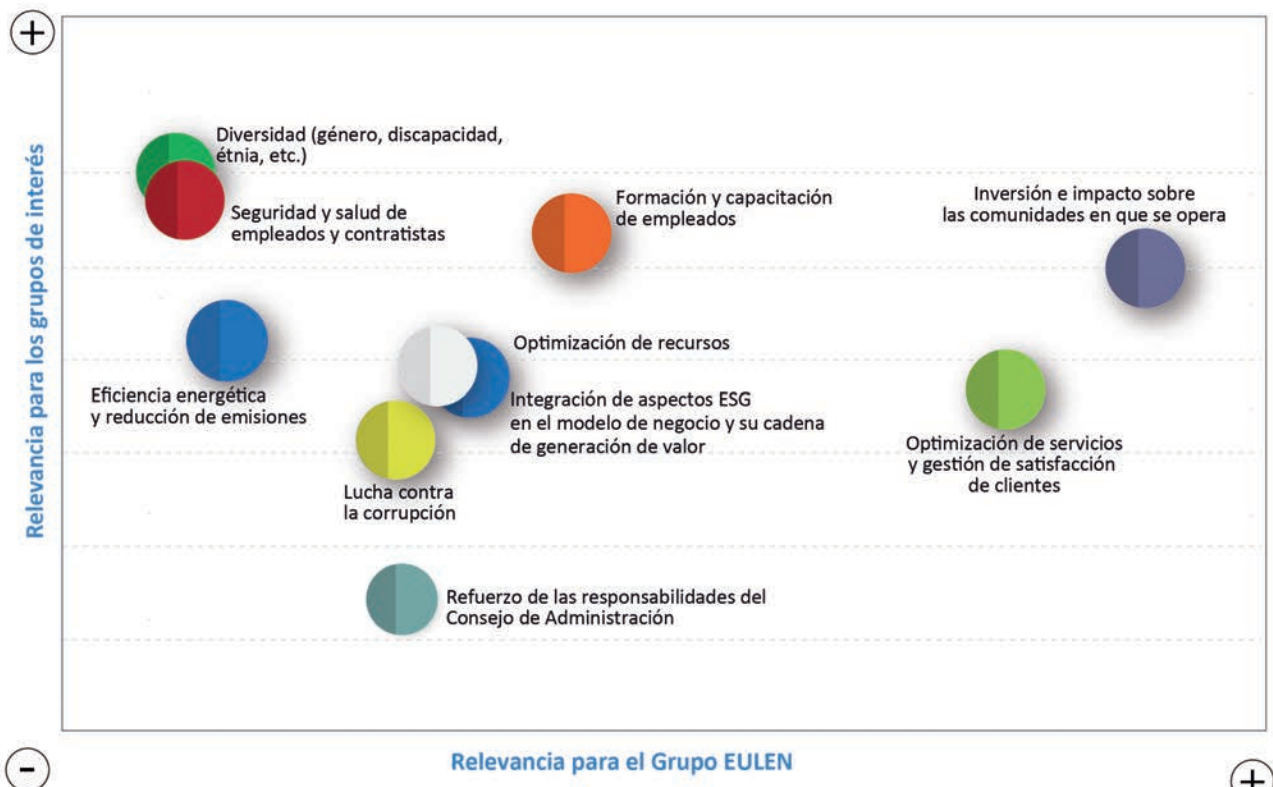 +
Relevancia para los grupos de interés
Diversidad (género, discapacidad,
étnia, etc.)
Seguridad y salud de
empleados y contratistas
Formación y capacitación
de empleados
Inversión e impacto sobre
las comunidades en que se opera
Optimización de recursos
Eficiencia energética
y reducción de emisiones
Integración de aspectos ESG
en el modelo de negocio y su cadena
de generación de valor
Optimización de servicios
y gestión de satisfacción
de clientes
Lucha contra
la corrupción
Refuerzo de las responsabilidades del
Consejo de Administración
-
Relevancia para el Grupo EULEN
+